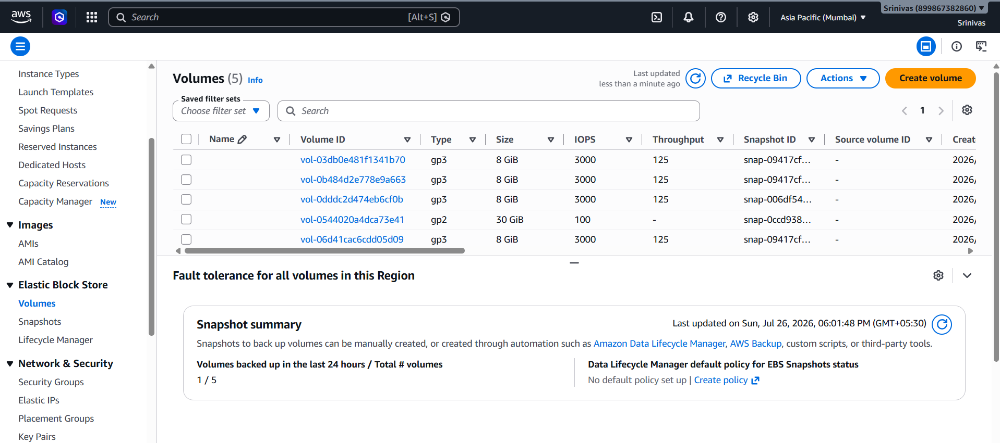 aws
Search [Alt+S]
Asia Pacific (Mumbai)
Srinivas (899867382860)
Srinivas
Instance Types
Launch Templates
Spot Requests
Savings Plans
Reserved Instances
Dedicated Hosts
Capacity Reservations
Capacity Manager New
Images
AMIs
AMI Catalog
Elastic Block Store
Volumes
Snapshots
Lifecycle Manager
Network & Security
Security Groups
Elastic IPs
Placement Groups
Key Pairs
Volumes (5) Info
Last updated
less than a minute ago
Recycle Bin
Actions
Create volume
Saved filter sets
Choose filter set
Search
1
Name Volume ID Type Size IOPS Throughput Snapshot ID Source volume ID Creat
vol-03db0e481f1341b70 gp3 8 GiB 3000 125 snap-09417cf... - 2026/
vol-0b484d2e778e9a663 gp3 8 GiB 3000 125 snap-09417cf... - 2026/
vol-0dddc2d474eb6cf0b gp3 8 GiB 3000 125 snap-006df54... - 2026/
vol-0544020a4dca73e41 gp2 30 GiB 100 - snap-0ccd938... - 2026/
vol-06d41cac6cdd05d09 gp3 8 GiB 3000 125 snap-09417cf... - 2026/
Fault tolerance for all volumes in this Region
Snapshot summary
Last updated on Sun, Jul 26, 2026, 06:01:48 PM (GMT+05:30)
Snapshots to back up volumes can be manually created, or created through automation such as Amazon Data Lifecycle Manager, AWS Backup, custom scripts, or third-party tools.
Volumes backed up in the last 24 hours / Total # volumes
1 / 5
Data Lifecycle Manager default policy for EBS Snapshots status
No default policy set up | Create policy